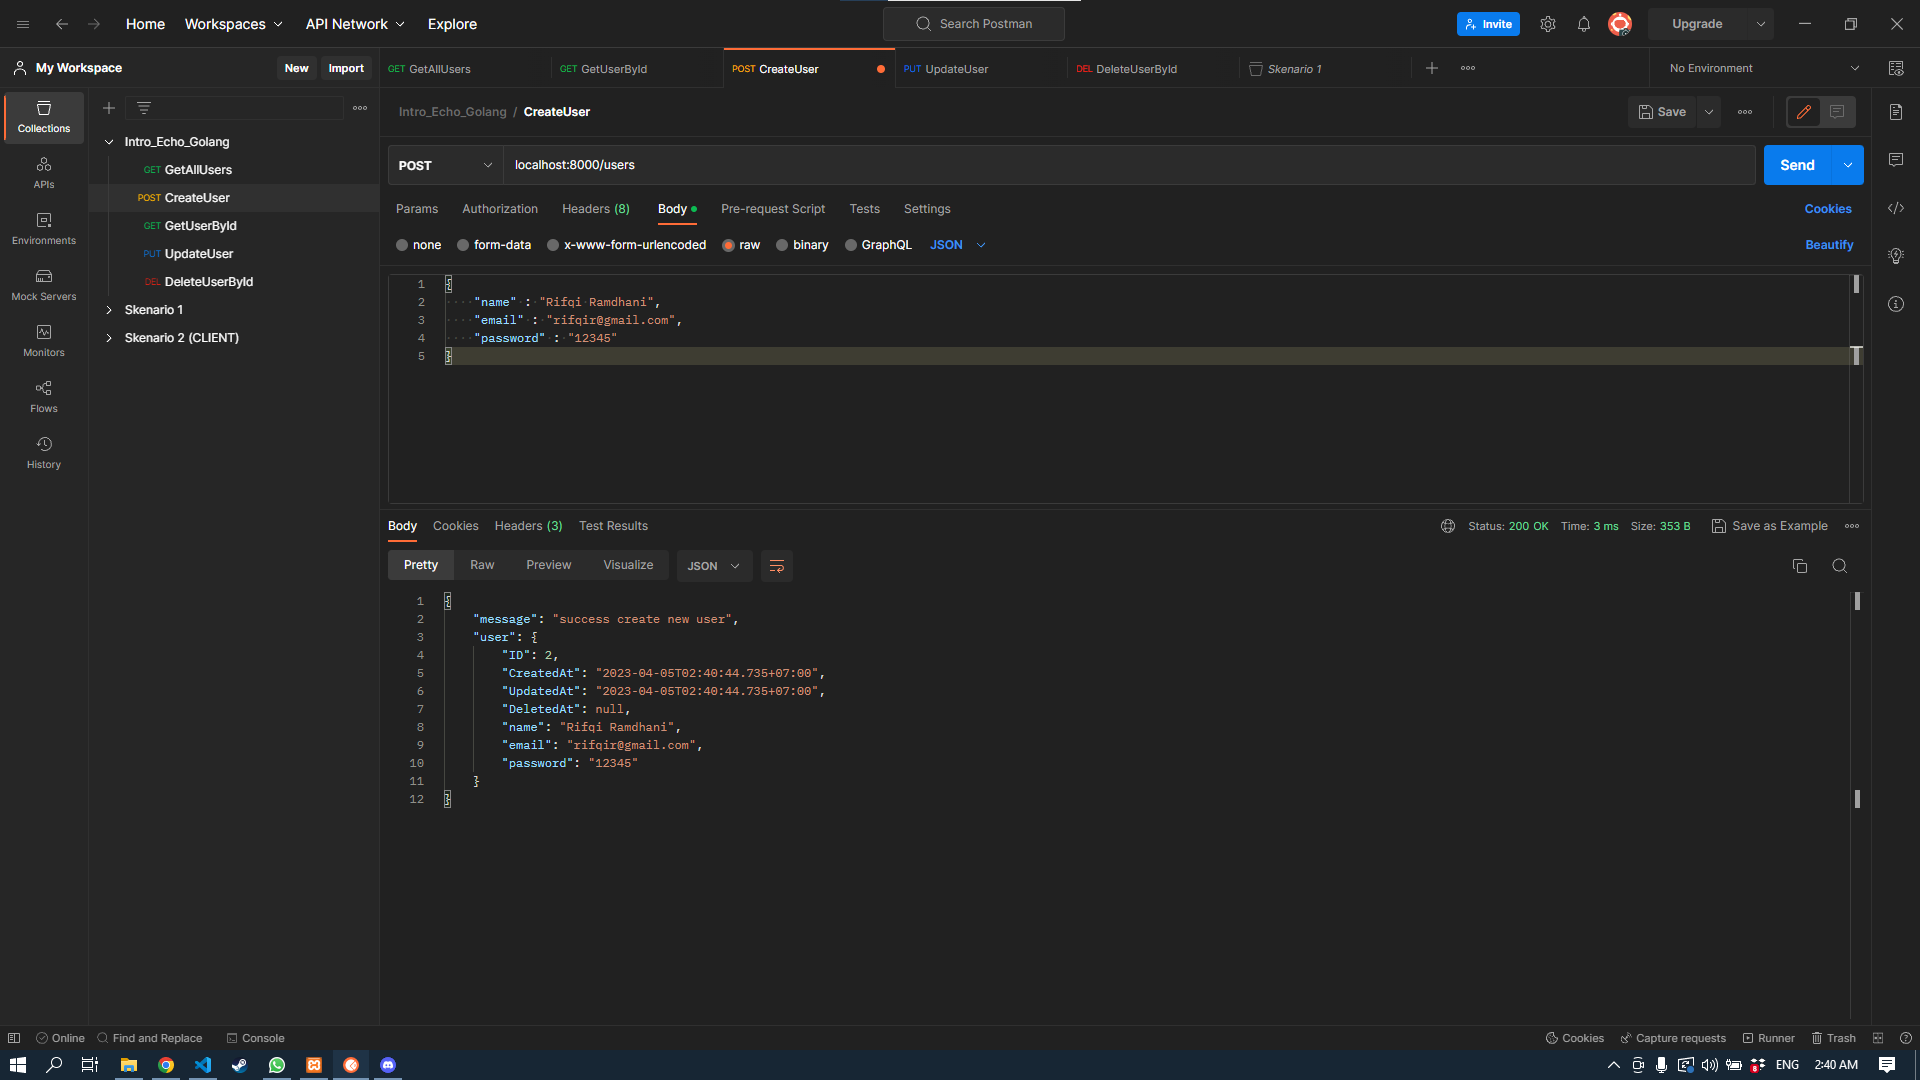 Home Workspaces API Network Explore Search Postman Invite Upgrade
My Workspace New Import GET GetAllUsers GET GetUserById POST CreateUser PUT UpdateUser DEL DeleteUserById Skenario 1 No Environment
Intro_Echo_Golang / CreateUser Save
Collections
APIs
Environments
Mock Servers
Monitors
Flows
History
Intro_Echo_Golang
GET GetAllUsers
POST CreateUser
GET GetUserById
PUT UpdateUser
DEL DeleteUserById
Skenario 1
Skenario 2 (CLIENT)
POST localhost:8000/users Send
Params Authorization Headers (8) Body Pre-request Script Tests Settings Cookies
none form-data x-www-form-urlencoded raw binary GraphQL JSON Beautify
1 {
2 "name" : "Rifqi Ramdhani",
3 "email" : "rifqir@gmail.com",
4 "password" : "12345"
5 }
Body Cookies Headers (3) Test Results Status: 200 OK Time: 3 ms Size: 353 B Save as Example
Pretty Raw Preview Visualize JSON
1 {
2 "message": "success create new user",
3 "user": {
4 "ID": 2,
5 "CreatedAt": "2023-04-05T02:40:44.735+07:00",
6 "UpdatedAt": "2023-04-05T02:40:44.735+07:00",
7 "DeletedAt": null,
8 "name": "Rifqi Ramdhani",
9 "email": "rifqir@gmail.com",
10 "password": "12345"
11 }
12 }
Online Find and Replace Console Cookies Capture requests Runner Trash
8 ENG 2:40 AM